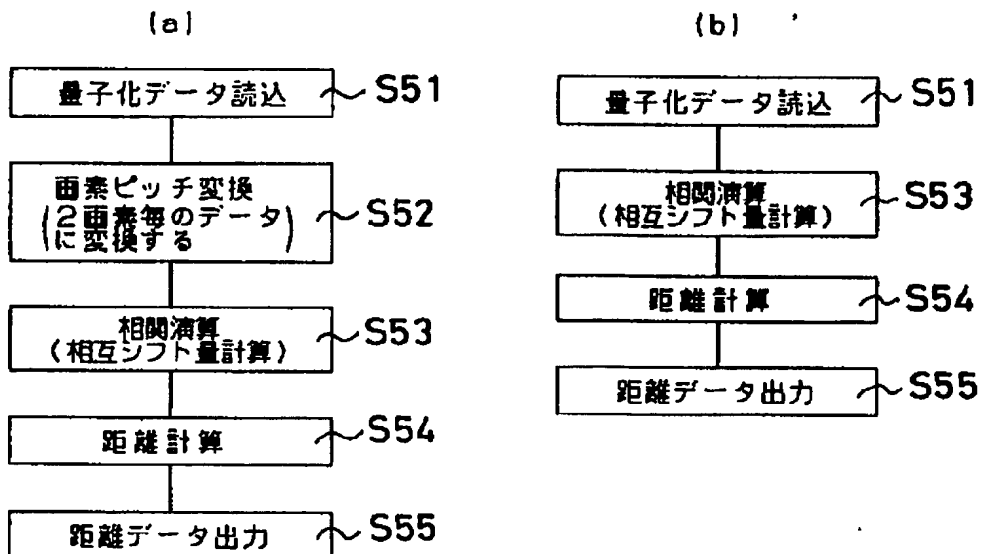 (a)
量子化データ読込 S51
画素ピッチ変換
(2画素毎のデータ
に変換する) S52
相関演算
(相互シフト量計算) S53
距離計算 S54
距離データ出力 S55
(b)
量子化データ読込 S51
相関演算
(相互シフト量計算) S53
距離計算 S54
距離データ出力 S55